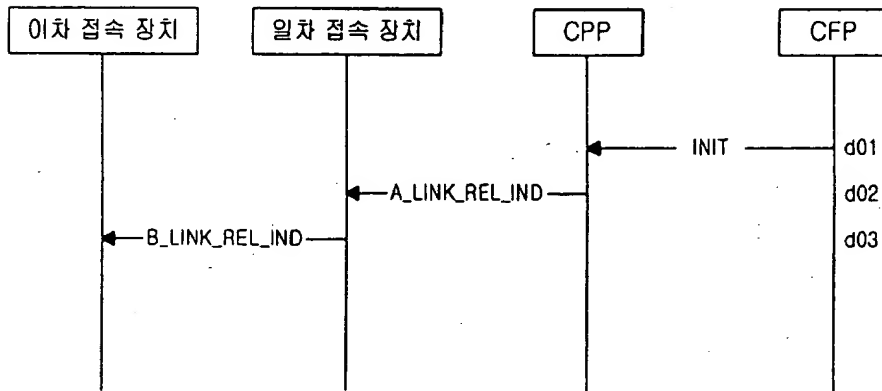 이차 접속 장치
일차 접속 장치
CPP
CFP
INIT
d01
A_LINK_REL_IND
d02
B_LINK_REL_IND
d03